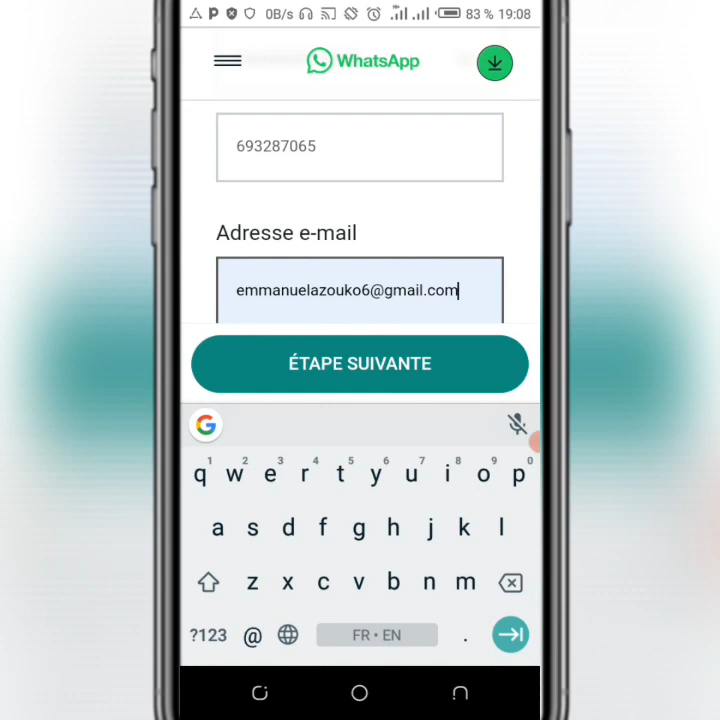 0B/s 83 % 19:08
WhatsApp
693287065
Adresse e-mail
emmanuelazouko6@gmail.com
ÉTAPE SUIVANTE
G
1 2 3 4 5 6 7 8 9 0
q w e r t y u i o p
a s d f g h j k l
z x c v b n m
?123 @ FR • EN .